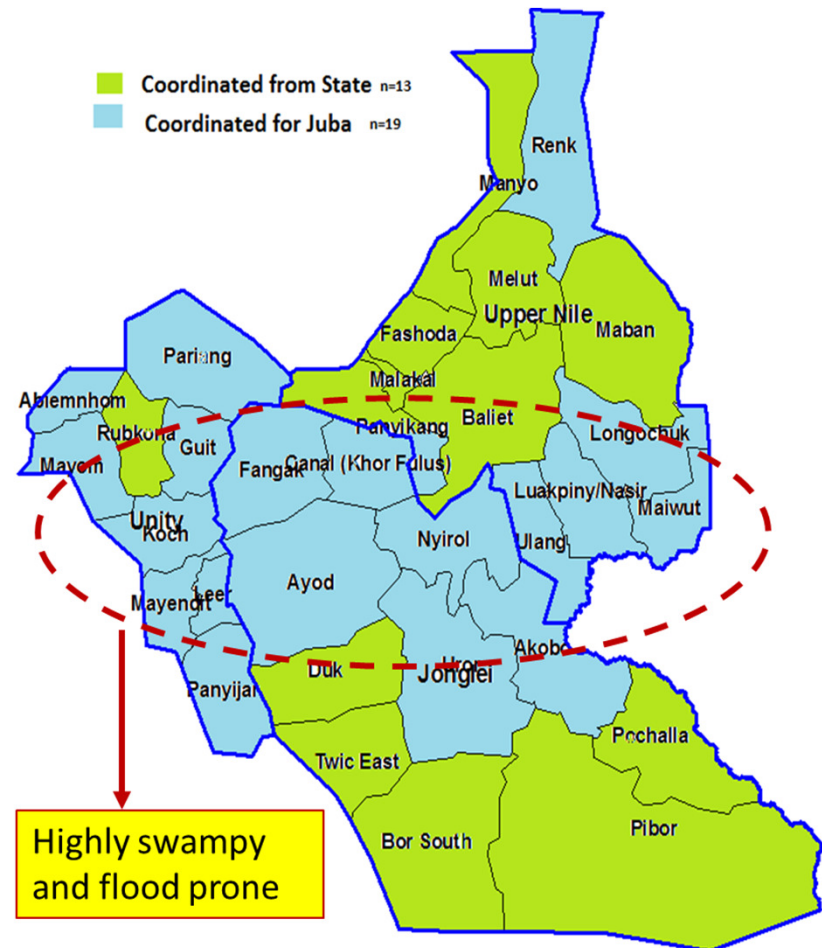 Coordinated from State n=13
Coordinated for Juba n=19
Renk
Manyo
Melut
Upper Nile
Maban
Fashoda
Pariang
Malakal
Abiemnhom
Baliet
Panyikang
Rubkona
Longochuk
Guit
Mayom
Fangak
Canal (Khor Fulus)
Luakpiny/Nasir
Maiwut
Unity
Koch
Nyirol
Ulang
Ayod
Leer
Mayendit
Akobo
Uror
Jonglei
Duk
Panyijar
Pochalla
Twic East
Pibor
Bor South
Highly swampy
and flood prone